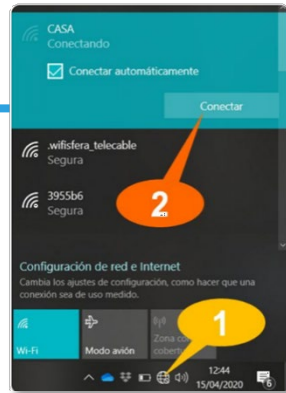 CASA
Conectando
Conectar automáticamente
Conectar
.wifisfera_telecable
Segura
3955b6
Segura
2
Configuración de red e Internet
Cambia los ajustes de configuración, como hacer que una
conexión sea de uso medido.
1
Wi-Fi
Modo avión
Zona
12:44
15/04/2020
6